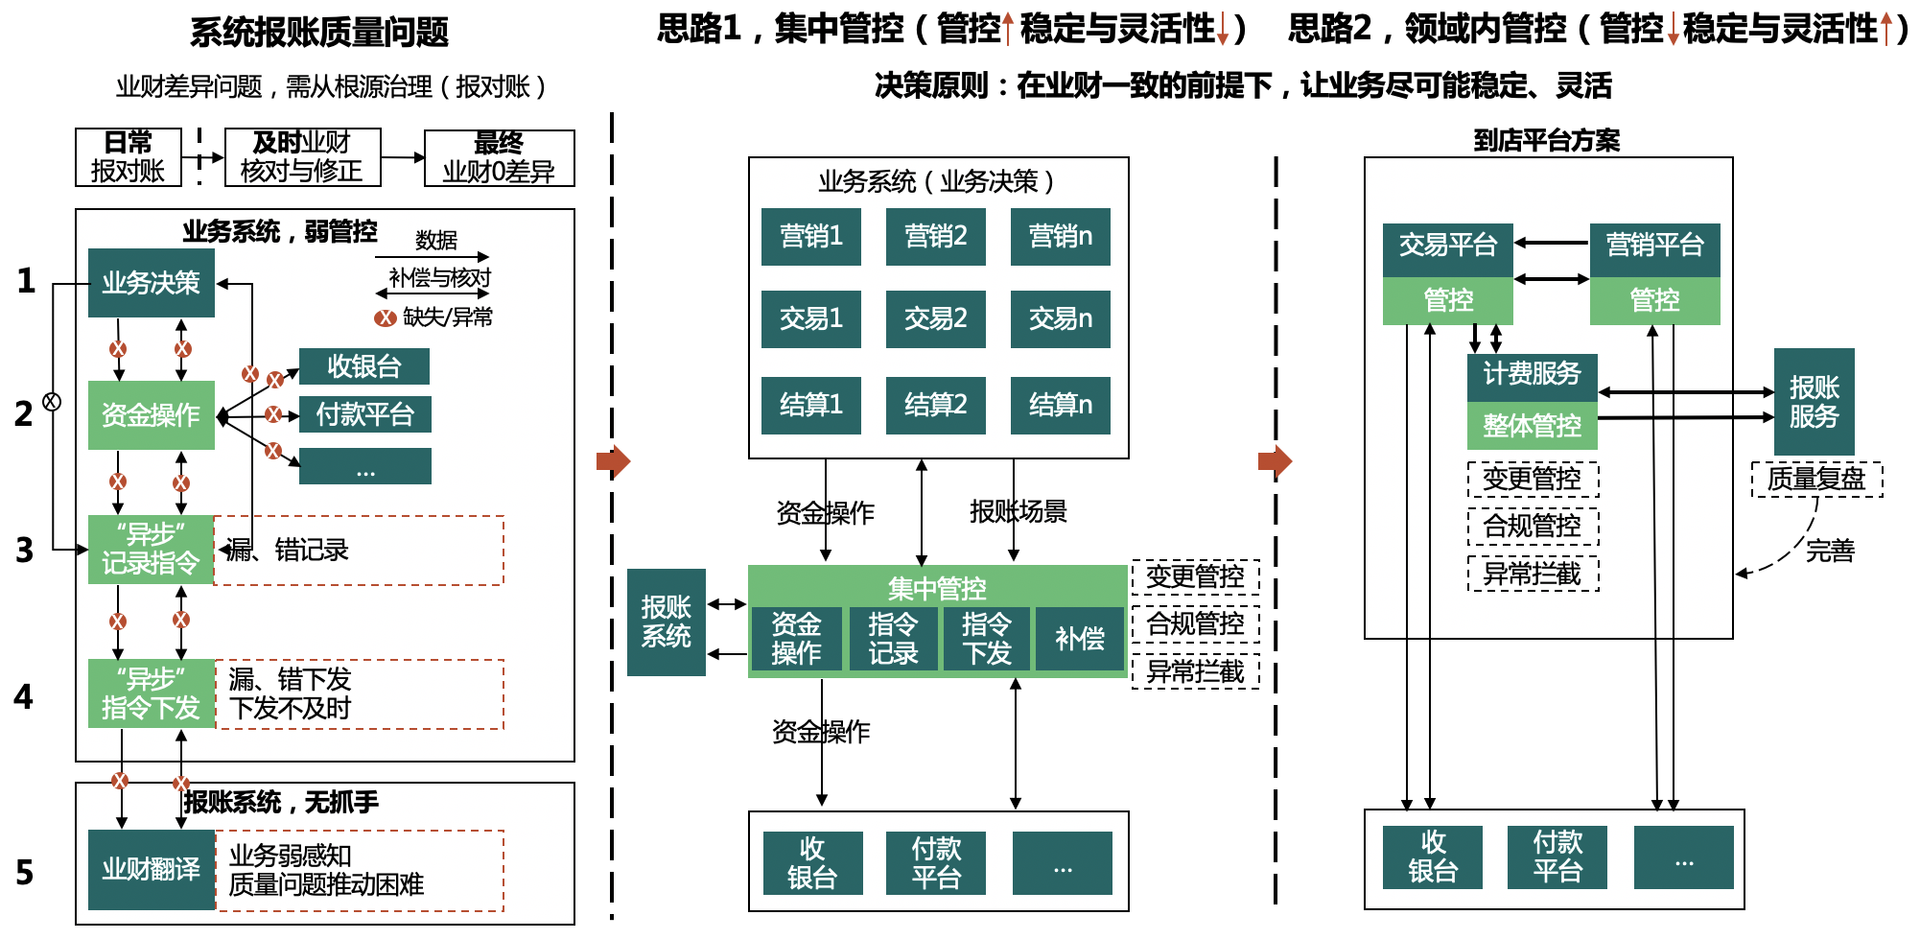 系统报账质量问题
业财差异问题，需从根源治理（报对账）
日常
报对账
及时业财
核对与修正
最终
业财0差异
业务系统，弱管控
数据
补偿与核对
X 缺失/异常
1
业务决策
X
X
X
X
收银台
2
X
资金操作
X
付款平台
X
...
X
X
3
“异步”
记录指令
漏、错记录
X
X
4
“异步”
指令下发
漏、错下发
下发不及时
X
X
报账系统，无抓手
5
业财翻译
业务弱感知
质量问题推动困难
思路1，集中管控（管控 稳定与灵活性 ）
思路2，领域内管控（管控 稳定与灵活性 ）
决策原则：在业财一致的前提下，让业务尽可能稳定、灵活
业务系统（业务决策）
营销1
营销2
营销n
交易1
交易2
交易n
结算1
结算2
结算n
资金操作
报账场景
报账
系统
集中管控
资金
操作
指令
记录
指令
下发
补偿
变更管控
合规管控
异常拦截
资金操作
收
银台
付款
平台
...
到店平台方案
交易平台
管控
营销平台
管控
计费服务
整体管控
报账
服务
变更管控
合规管控
异常拦截
质量复盘
完善
收
银台
付款
平台
...